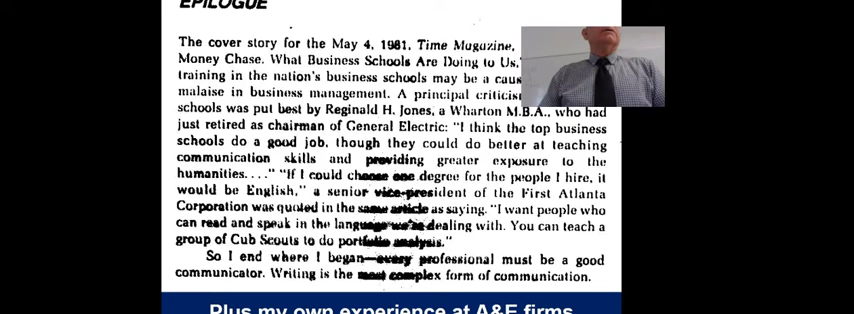 EPILOGUE
The cover story for the May 4, 1981, Time Magazine,
Money Chase. What Business Schools Are Doing to Us,
training in the nation's business schools may be a caus
malaise in business management. A principal criticis
schools was put best by Reginald H. Jones, a Wharton M.B.A., who had
just retired as chairman of General Electric: "I think the top business
schools do a good job, though they could do better at teaching
communication skills and providing greater exposure to the
humanities. . . ." "If I could choose one degree for the people I hire, it
would be English," a senior vice-president of the First Atlanta
Corporation was quoted in the same article as saying. "I want people who
can read and speak in the language we're dealing with. You can teach a
group of Cub Scouts to do portfolio analysis."
So I end where I began—every professional must be a good
communicator. Writing is the most complex form of communication.
Plus my own experience at A&E firms